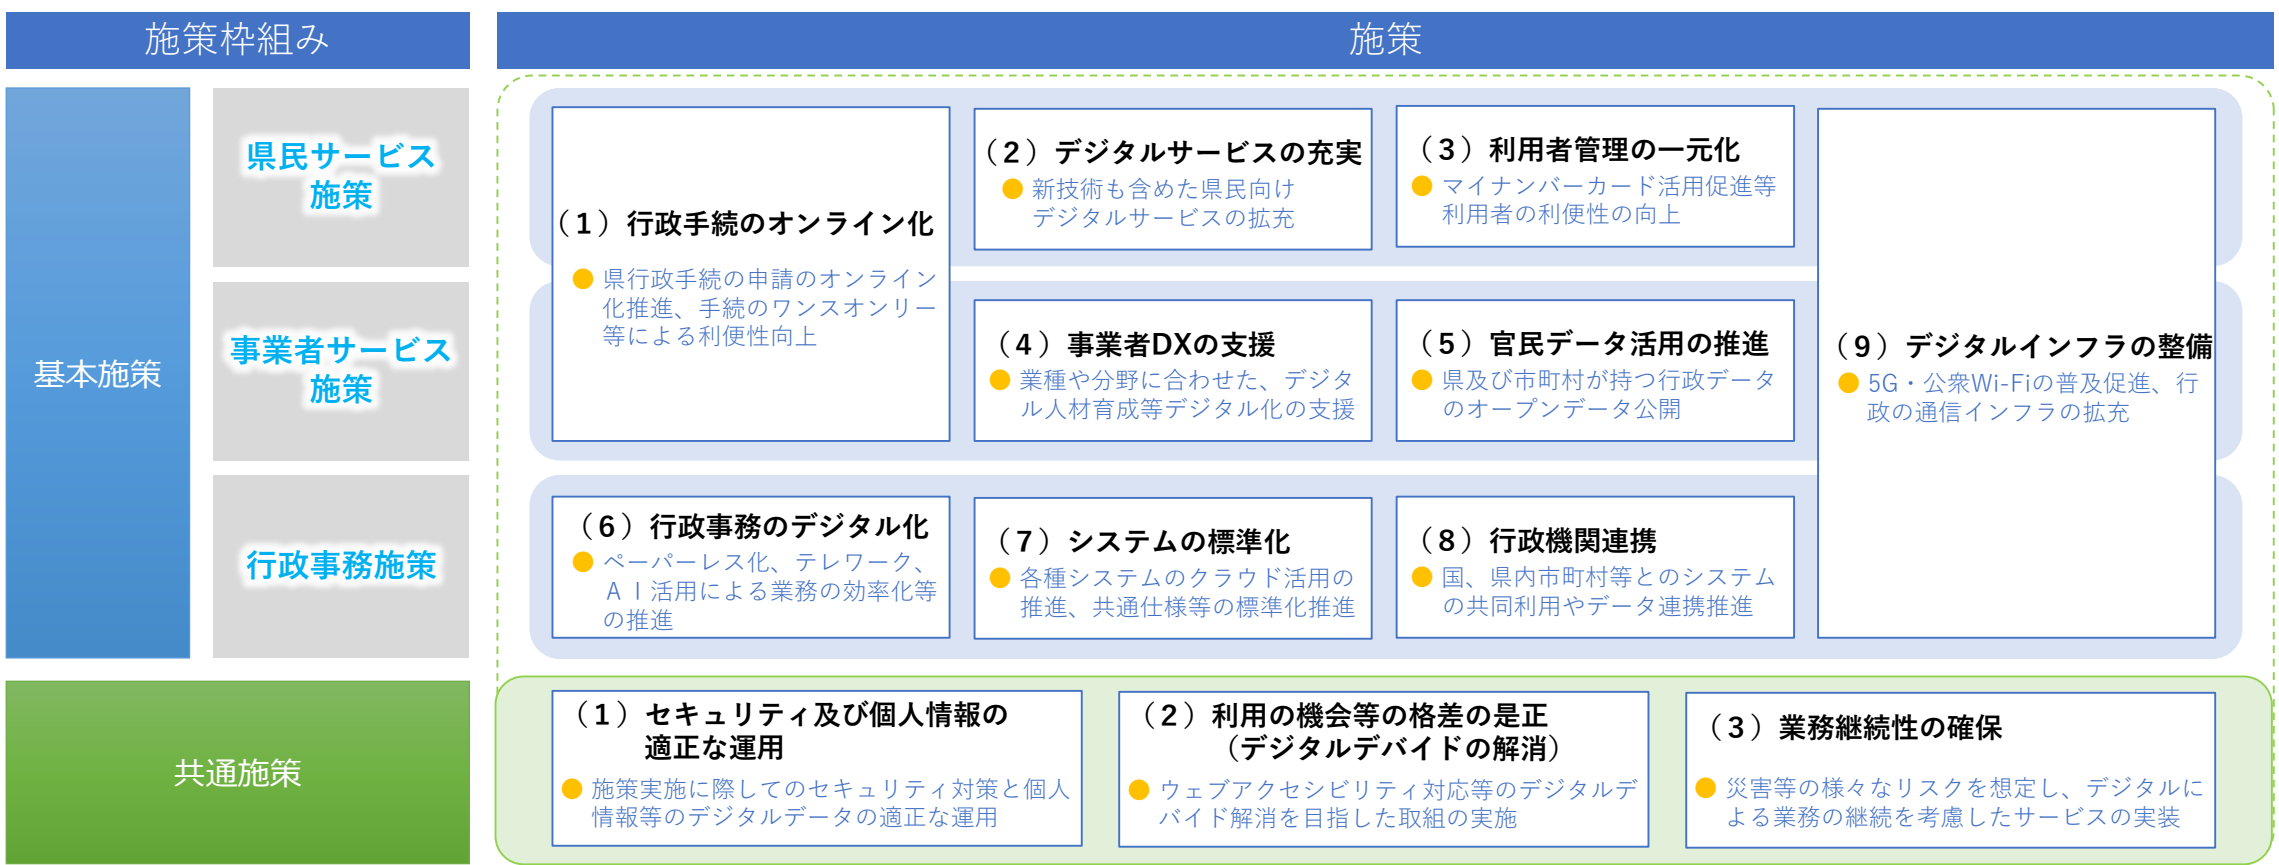 施策枠組み
施策
基本施策
県民サービス
施策
事業者サービス
施策
行政事務施策
共通施策
（１）行政手続のオンライン化
● 県行政手続の申請のオンライン
化推進、手続のワンスオンリー
等による利便性向上
（２）デジタルサービスの充実
● 新技術も含めた県民向け
デジタルサービスの拡充
（３）利用者管理の一元化
● マイナンバーカード活用促進等
利用者の利便性の向上
（４）事業者DXの支援
● 業種や分野に合わせた、デジタ
ル人材育成等デジタル化の支援
（５）官民データ活用の推進
● 県及び市町村が持つ行政データ
のオープンデータ公開
（６）行政事務のデジタル化
● ペーパーレス化、テレワーク、
ＡＩ活用による業務の効率化等
の推進
（７）システムの標準化
● 各種システムのクラウド活用の
推進、共通仕様等の標準化推進
（８）行政機関連携
● 国、県内市町村等とのシステム
の共同利用やデータ連携推進
（９）デジタルインフラの整備
● 5G・公衆Wi-Fiの普及促進、行
政の通信インフラの拡充
（１）セキュリティ及び個人情報の
適正な運用
● 施策実施に際してのセキュリティ対策と個人
情報等のデジタルデータの適正な運用
（２）利用の機会等の格差の是正
（デジタルデバイドの解消）
● ウェブアクセシビリティ対応等のデジタルデ
バイド解消を目指した取組の実施
（３）業務継続性の確保
● 災害等の様々なリスクを想定し、デジタルに
よる業務の継続を考慮したサービスの実装